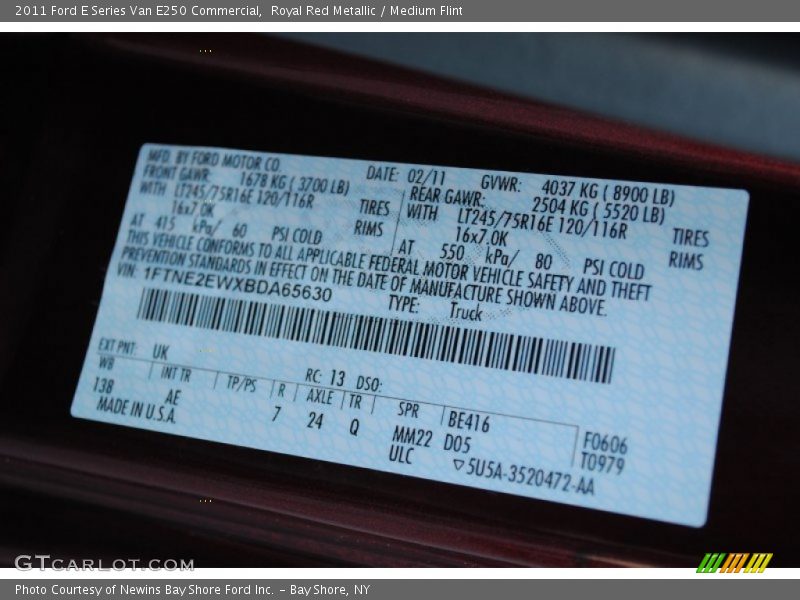 2011 Ford E Series Van E250 Commercial,  Royal Red Metallic / Medium Flint
MFD. BY FORD MOTOR CO.
DATE: 02/11
GVWR: 4037 KG ( 8900 LB)
FRONT GAWR: 1678 KG ( 3700 LB)
REAR GAWR: 2504 KG ( 5520 LB)
WITH LT245/75R16E 120/116R TIRES
WITH LT245/75R16E 120/116R TIRES
16x7.0K RIMS
16x7.0K RIMS
AT 415 kPa/ 60 PSI COLD
AT 550 kPa/ 80 PSI COLD
THIS VEHICLE CONFORMS TO ALL APPLICABLE FEDERAL MOTOR VEHICLE SAFETY AND THEFT
PREVENTION STANDARDS IN EFFECT ON THE DATE OF MANUFACTURE SHOWN ABOVE.
VIN: 1FTNE2EWXBDA65630
TYPE: Truck
EXT PNT: UK
RC: 13 DSO:
WB INT TR TP/PS R AXLE TR SPR BE416
138 AE 7 24 Q MM22 D05 F0606
MADE IN U.S.A. ULC T0979
▽5U5A-3520472-AA
GTCARLOT.COM
Photo Courtesy of Newins Bay Shore Ford Inc. - Bay Shore, NY